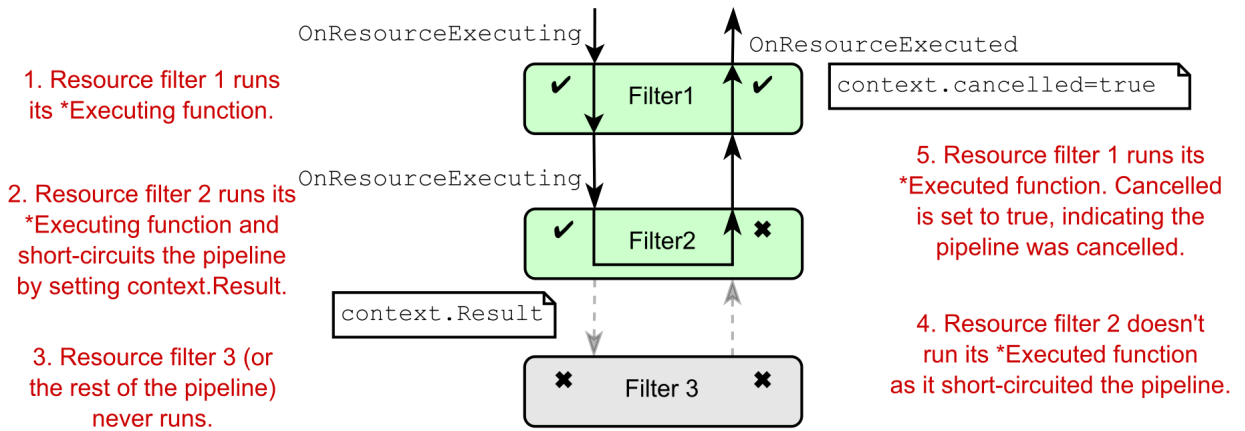 OnResourceExecuting
OnResourceExecuted
1. Resource filter 1 runs
its *Executing function.
Filter1
context.cancelled=true
2. Resource filter 2 runs its
*Executing function and
short-circuits the pipeline
by setting context.Result.
OnResourceExecuting
Filter2
5. Resource filter 1 runs its
*Executed function. Cancelled
is set to true, indicating the
pipeline was cancelled.
context.Result
3. Resource filter 3 (or
the rest of the pipeline)
never runs.
Filter 3
4. Resource filter 2 doesn't
run its *Executed function
as it short-circuited the pipeline.